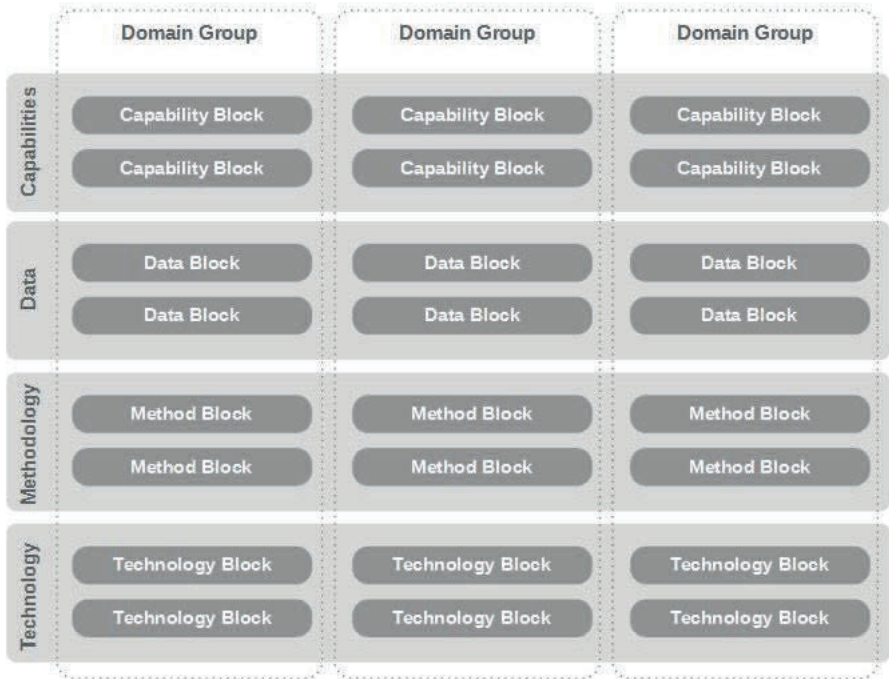 Domain Group Domain Group Domain Group
Capabilities
Capability Block Capability Block Capability Block
Capability Block Capability Block Capability Block
Data
Data Block Data Block Data Block
Data Block Data Block Data Block
Methodology
Method Block Method Block Method Block
Method Block Method Block Method Block
Technology
Technology Block Technology Block Technology Block
Technology Block Technology Block Technology Block